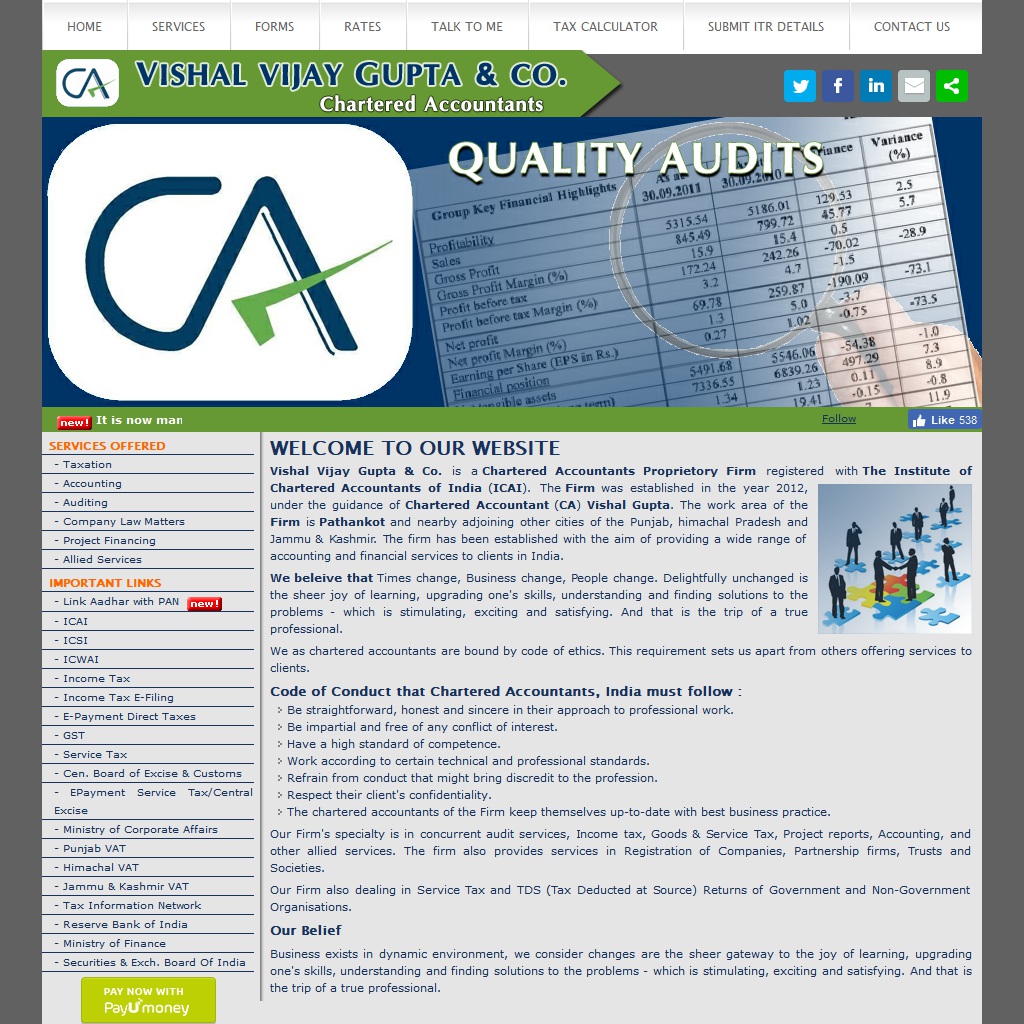 HOME SERVICES FORMS RATES TALK TO ME TAX CALCULATOR SUBMIT ITR DETAILS CONTACT US
CA VISHAL VIJAY GUPTA & CO.
Chartered Accountants
CA
QUALITY AUDITS
Group Key Financial Highlights
30.09.2011 30.09.2010 Variance Variance (%)
Profitability
Sales 5315.54 5186.01 129.53 2.5
Gross Profit 845.49 799.72 45.77 5.7
Gross Profit Margin (%) 15.9 15.4 0.5
Profit before tax 172.24 242.26 -70.02 -28.9
Profit before tax Margin (%) 3.2 4.7 -1.5
Net profit 69.78 259.87 -190.09 -73.1
Net profit Margin (%) 1.3 5.0 -3.7
Earning per Share (EPS iin Rs.) 0.27 1.02 -0.75 -73.5
Financial position
5491.68 5546.06 -54.38 -1.0
7336.55 6839.26 497.29 7.3
1.34 1.23 0.11 8.9
19.41 -0.15 -0.8
11.9
new! It is now man
Follow
Like 538
SERVICES OFFERED
- Taxation
- Accounting
- Auditing
- Company Law Matters
- Project Financing
- Allied Services
IMPORTANT LINKS
- Link Aadhar with PAN new!
- ICAI
- ICSI
- ICWAI
- Income Tax
- Income Tax E-Filing
- E-Payment Direct Taxes
- GST
- Service Tax
- Cen. Board of Excise & Customs
- EPayment Service Tax/Central
Excise
- Ministry of Corporate Affairs
- Punjab VAT
- Himachal VAT
- Jammu & Kashmir VAT
- Tax Information Network
- Reserve Bank of India
- Ministry of Finance
- Securities & Exch. Board Of India
PAY NOW WITH
PayUmoney
WELCOME TO OUR WEBSITE
Vishal Vijay Gupta & Co. is a Chartered Accountants Proprietory Firm registered with The Institute of
Chartered Accountants of India (ICAI). The Firm was established in the year 2012,
under the guidance of Chartered Accountant (CA) Vishal Gupta. The work area of the
Firm is Pathankot and nearby adjoining other cities of the Punjab, himachal Pradesh and
Jammu & Kashmir. The firm has been established with the aim of providing a wide range of
accounting and financial services to clients in India.
We beleive that Times change, Business change, People change. Delightfully unchanged is
the sheer joy of learning, upgrading one's skills, understanding and finding solutions to the
problems - which is stimulating, exciting and satisfying. And that is the trip of a true
professional.
We as chartered accountants are bound by code of ethics. This requirement sets us apart from others offering services to
clients.
Code of Conduct that Chartered Accountants, India must follow :
Be straightforward, honest and sincere in their approach to professional work.
Be impartial and free of any conflict of interest.
Have a high standard of competence.
Work according to certain technical and professional standards.
Refrain from conduct that might bring discredit to the profession.
Respect their client's confidentiality.
The chartered accountants of the Firm keep themselves up-to-date with best business practice.
Our Firm's specialty is in concurrent audit services, Income tax, Goods & Service Tax, Project reports, Accounting, and
other allied services. The firm also provides services in Registration of Companies, Partnership firms, Trusts and
Societies.
Our Firm also dealing in Service Tax and TDS (Tax Deducted at Source) Returns of Government and Non-Government
Organisations.
Our Belief
Business exists in dynamic environment, we consider changes are the sheer gateway to the joy of learning, upgrading
one's skills, understanding and finding solutions to the problems - which is stimulating, exciting and satisfying. And that is
the trip of a true professional.